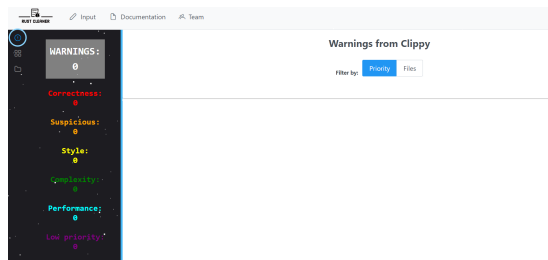 RUST CLEANER
Input
Documentation
Team
WARNINGS:
0
Correctness:
0
Suspicious:
0
Style:
0
Complexity:
0
Performance:
0
Low priority:
0
Warnings from Clippy
Filter by:
Priority
Files